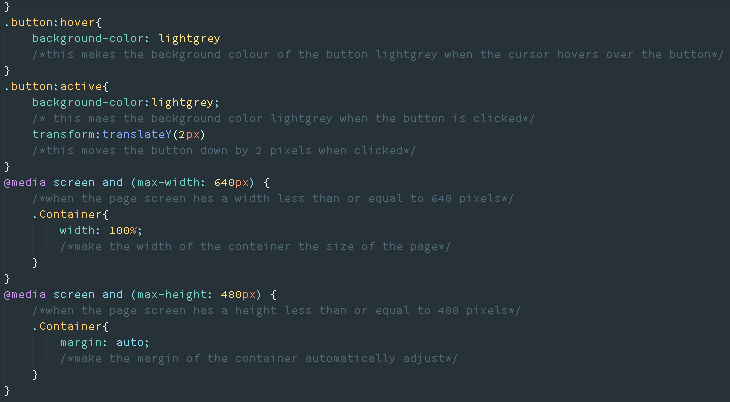 }
.button:hover{
    background-color: lightgrey
    /*this makes the background colour of the button lightgrey when the cursor hovers over the button*/
}
.button:active{
    background-color:lightgrey;
    /* this maes the background color lightgrey when the button is clicked*/
    transform:translateY(2px)
    /*this moves the button down by 2 pixels when clicked*/
}
@media screen and (max-width: 640px) {
    /*when the page screen has a width less than or equal to 640 pixels*/
    .Container{
        width: 100%;
        /*make the width of the container the size of the page*/
    }
}
@media screen and (max-height: 480px) {
    /*when the page screen has a height less than or equal to 480 pixels*/
    .Container{
        margin: auto;
        /*make the margin of the container automatically adjust*/
    }
}